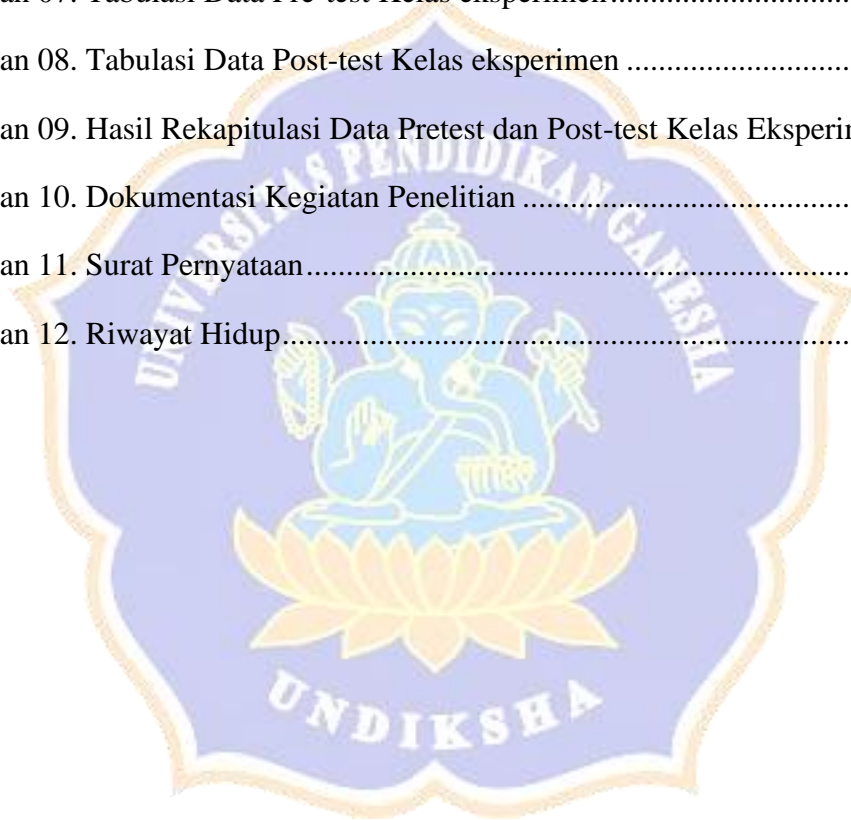 an 07. Tabulasi Data Pre-test Kelas eksperimen..............................
an 08. Tabulasi Data Post-test Kelas eksperimen ............................
an 09. Hasil Rekapitulasi Data Pretest dan Post-test Kelas Eksperi
an 10. Dokumentasi Kegiatan Penelitian .........................................
an 11. Surat Pernyataan....................................................................
an 12. Riwayat Hidup.......................................................................
UNIVERSITAS PENDIDIKAN GANESHA
UNDIKSHA